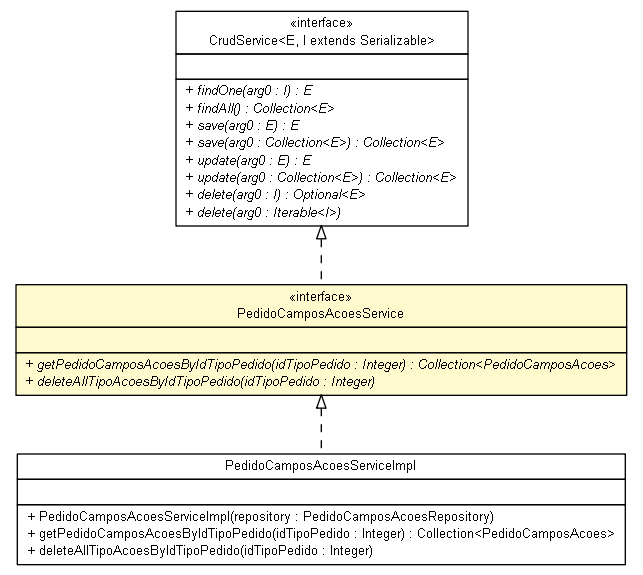 «interface»
CrudService<E, I extends Serializable>
+ findOne(arg0 : I) : E
+ findAll() : Collection<E>
+ save(arg0 : E) : E
+ save(arg0 : Collection<E>) : Collection<E>
+ update(arg0 : E) : E
+ update(arg0 : Collection<E>) : Collection<E>
+ delete(arg0 : I) : Optional<E>
+ delete(arg0 : Iterable<I>)
«interface»
PedidoCamposAcoesService
+ getPedidoCamposAcoesByIdTipoPedido(idTipoPedido : Integer) : Collection<PedidoCamposAcoes>
+ deleteAllTipoAcoesByIdTipoPedido(idTipoPedido : Integer)
PedidoCamposAcoesServiceImpl
+ PedidoCamposAcoesServiceImpl(repository : PedidoCamposAcoesRepository)
+ getPedidoCamposAcoesByIdTipoPedido(idTipoPedido : Integer) : Collection<PedidoCamposAcoes>
+ deleteAllTipoAcoesByIdTipoPedido(idTipoPedido : Integer)